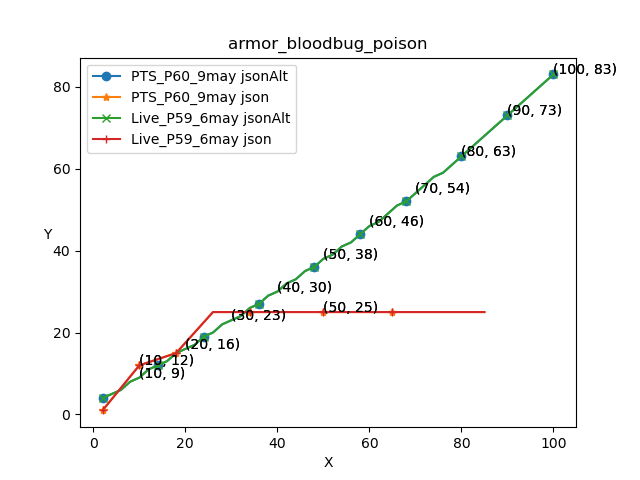 armor_bloodbug_poison
PTS_P60_9may jsonAlt
PTS_P60_9may json
Live_P59_6may jsonAlt
Live_P59_6may json
(100, 83)
(90, 73)
(80, 63)
(70, 54)
(60, 46)
(50, 38)
(40, 30)
(50, 25)
(30, 23)
(20, 16)
(10, 12)
(10, 9)
Y
80
60
40
20
0
0 20 40 60 80 100
X